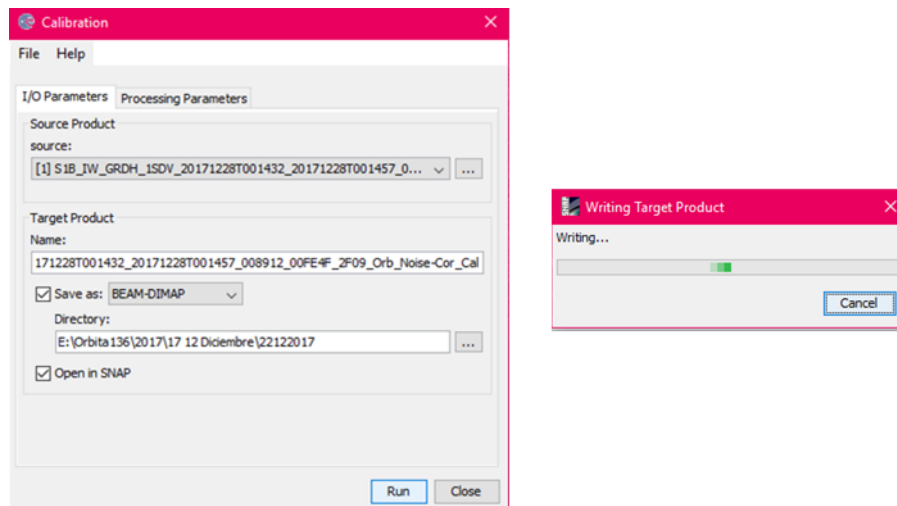 Calibration
File Help
I/O Parameters Processing Parameters
Source Product
source:
[1] S1B_IW_GRDH_1SDV_20171228T001432_20171228T001457_0... ...
Target Product
Name:
171228T001432_20171228T001457_008912_00FE4F_2F09_Orb_Noise-Cor_Cal
Save as: BEAM-DIMAP
Directory:
E:\Orbita136\2017\17 12 Diciembre\22122017 ...
Open in SNAP
Run Close
Writing Target Product
Writing...
Cancel